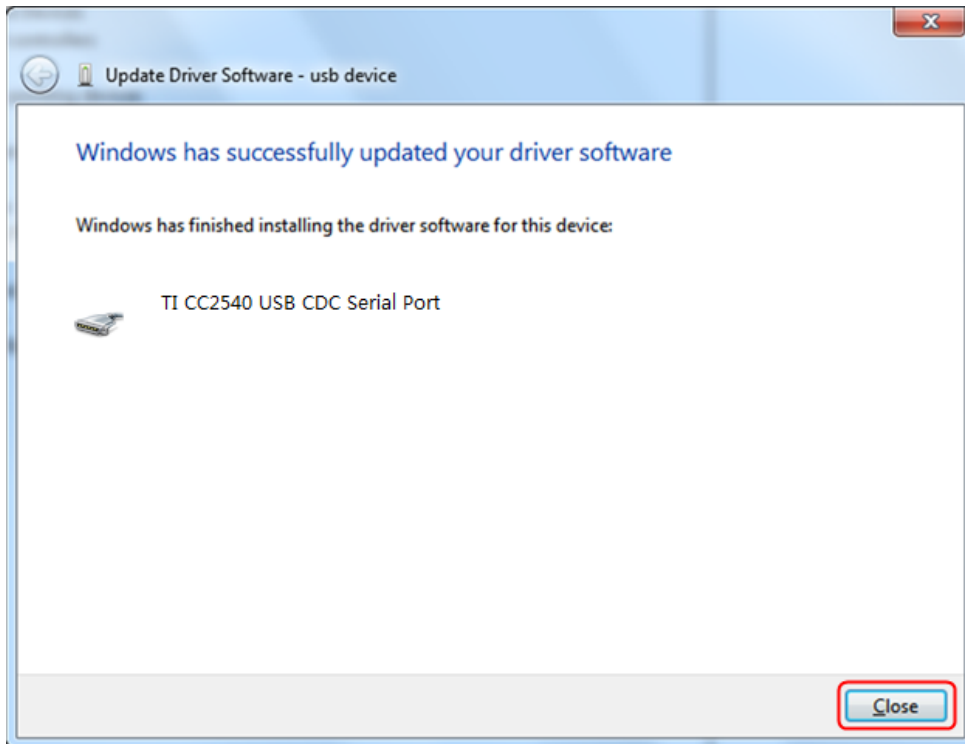 Update Driver Software - usb device
Windows has successfully updated your driver software
Windows has finished installing the driver software for this device:
TI CC2540 USB CDC Serial Port
Close